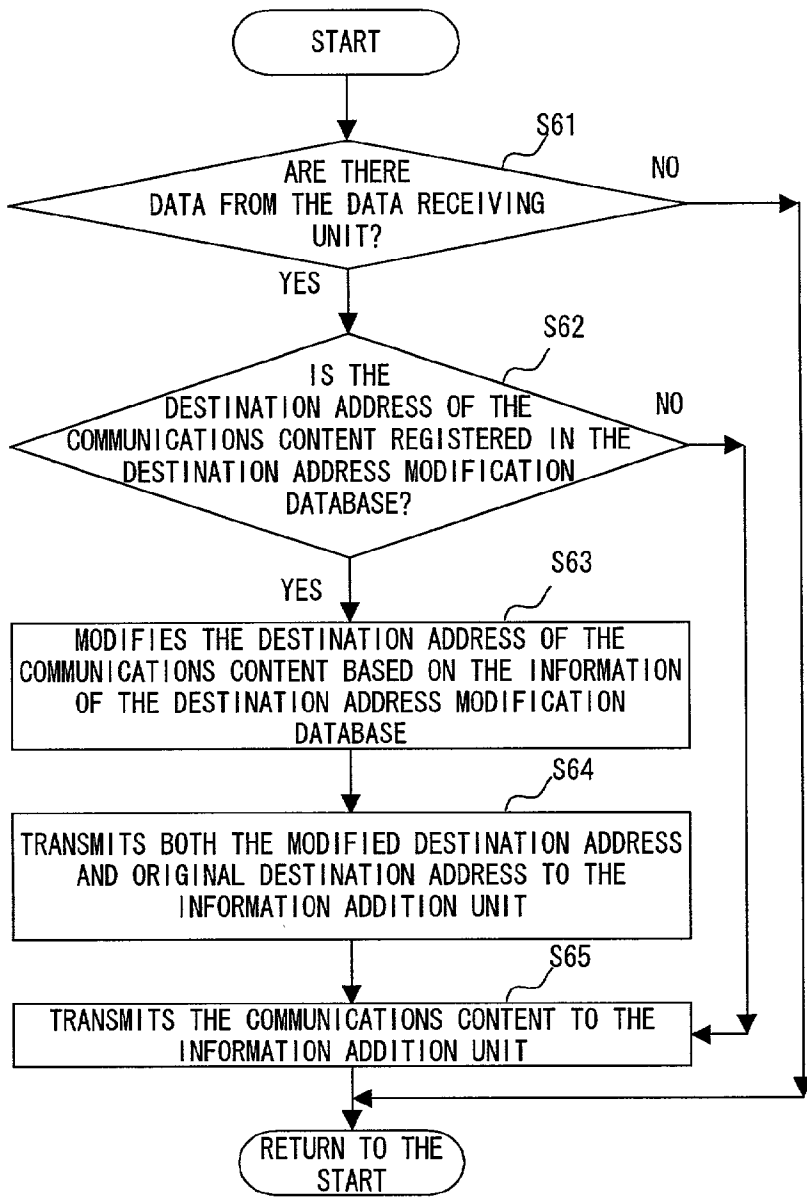 START
S61
ARE THERE
NO
DATA FROM THE DATA RECEIVING
UNIT?
YES
S62
IS THE
DESTINATION ADDRESS OF THE
NO
COMMUNICATIONS CONTENT REGISTERED IN THE
DESTINATION ADDRESS MODIFICATION
DATABASE?
YES
S63
MODIFIES THE DESTINATION ADDRESS OF THE
COMMUNICATIONS CONTENT BASED ON THE INFORMATION
OF THE DESTINATION ADDRESS MODIFICATION
DATABASE
S64
TRANSMITS BOTH THE MODIFIED DESTINATION ADDRESS
AND ORIGINAL DESTINATION ADDRESS TO THE
INFORMATION ADDITION UNIT
S65
TRANSMITS THE COMMUNICATIONS CONTENT TO THE
INFORMATION ADDITION UNIT
RETURN TO THE
START